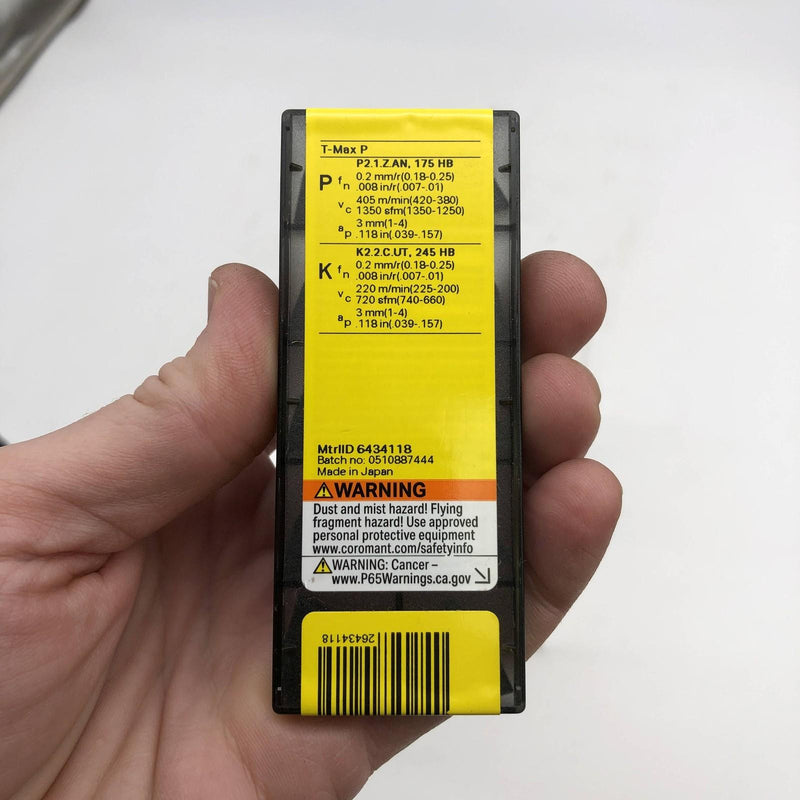 T-Max P
P2.1.Z.AN, 175 HB
P fn 0.2 mm/r(0.18-0.25)
.008 in/r(.007-.01)
vc 405 m/min(420-380)
1350 sfm(1350-1250)
ap 3 mm(1-4)
.118 in(.039-.157)
K2.2.C.UT, 245 HB
K fn 0.2 mm/r(0.18-0.25)
.008 in/r(.007-.01)
vc 220 m/min(225-200)
720 sfm(740-660)
ap 3 mm(1-4)
.118 in(.039-.157)
MtrlID 6434118
Batch no: 0510887444
Made in Japan
WARNING
Dust and mist hazard! Flying
fragment hazard! Use approved
personal protective equipment
www.coromant.com/safetyinfo
WARNING: Cancer –
www.P65Warnings.ca.gov
26434118